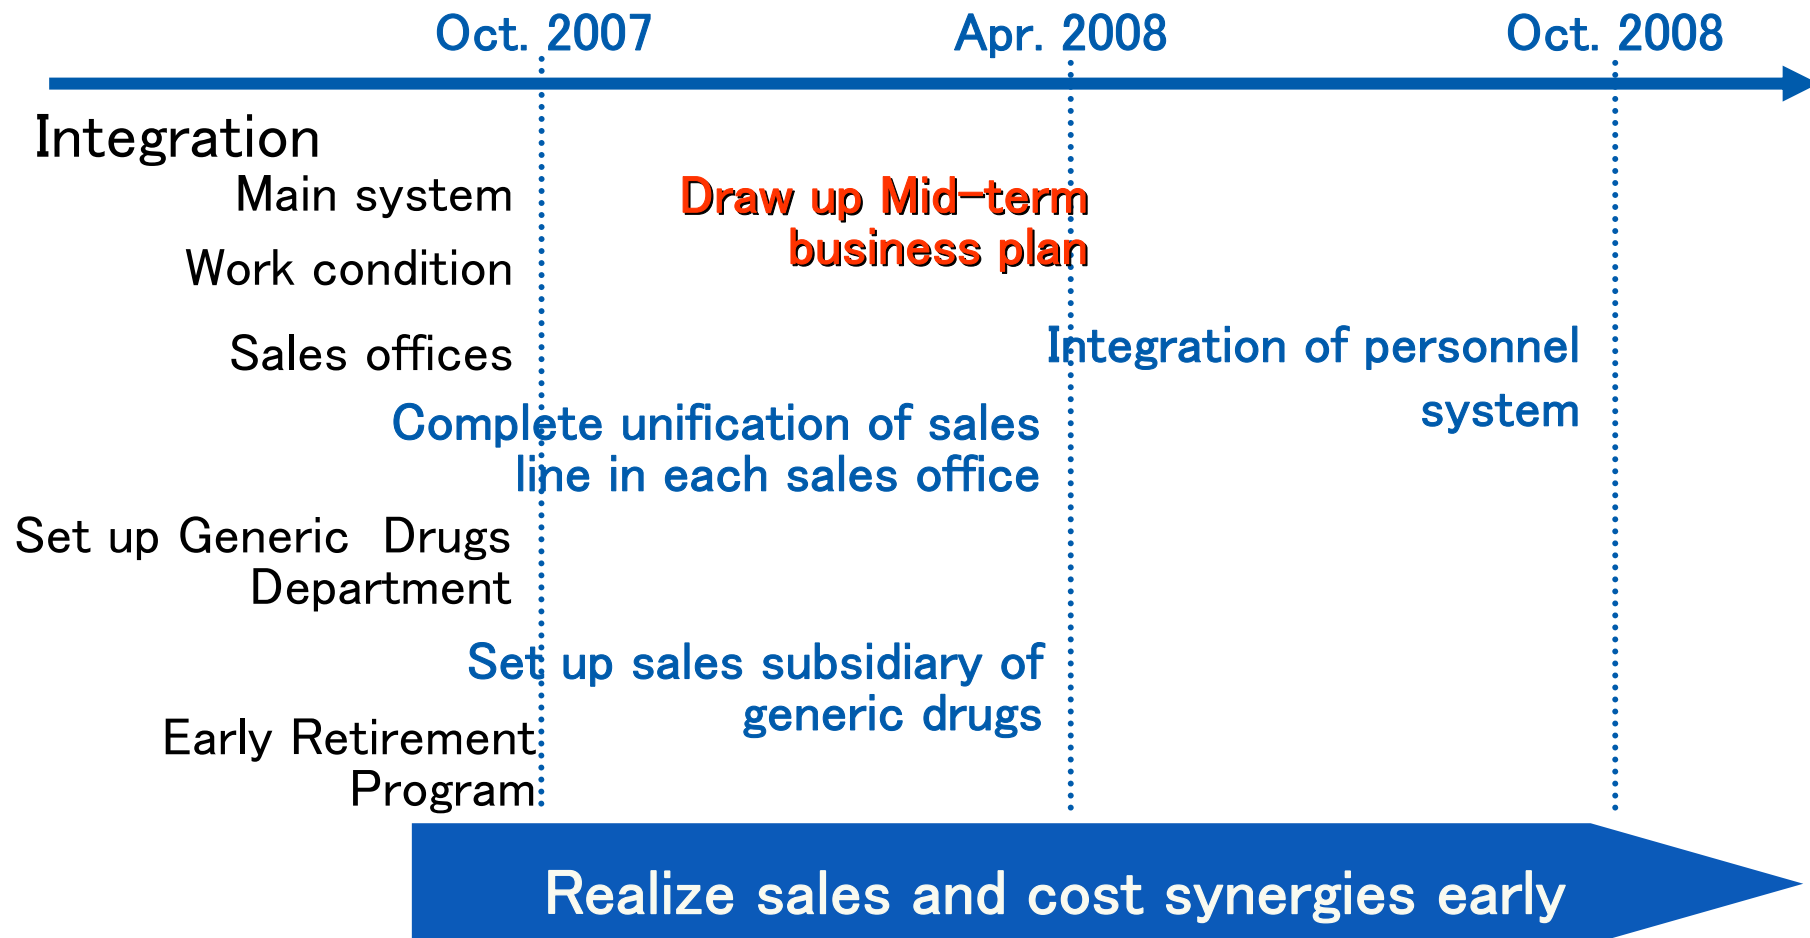 Oct. 2007 Apr. 2008 Oct. 2008
Integration
Main system
Work condition
Sales offices
Draw up Mid-term
business plan
Integration of personnel
system
Complete unification of sales
line in each sales office
Set up Generic Drugs
Department
Set up sales subsidiary of
generic drugs
Early Retirement
Program
Realize sales and cost synergies early